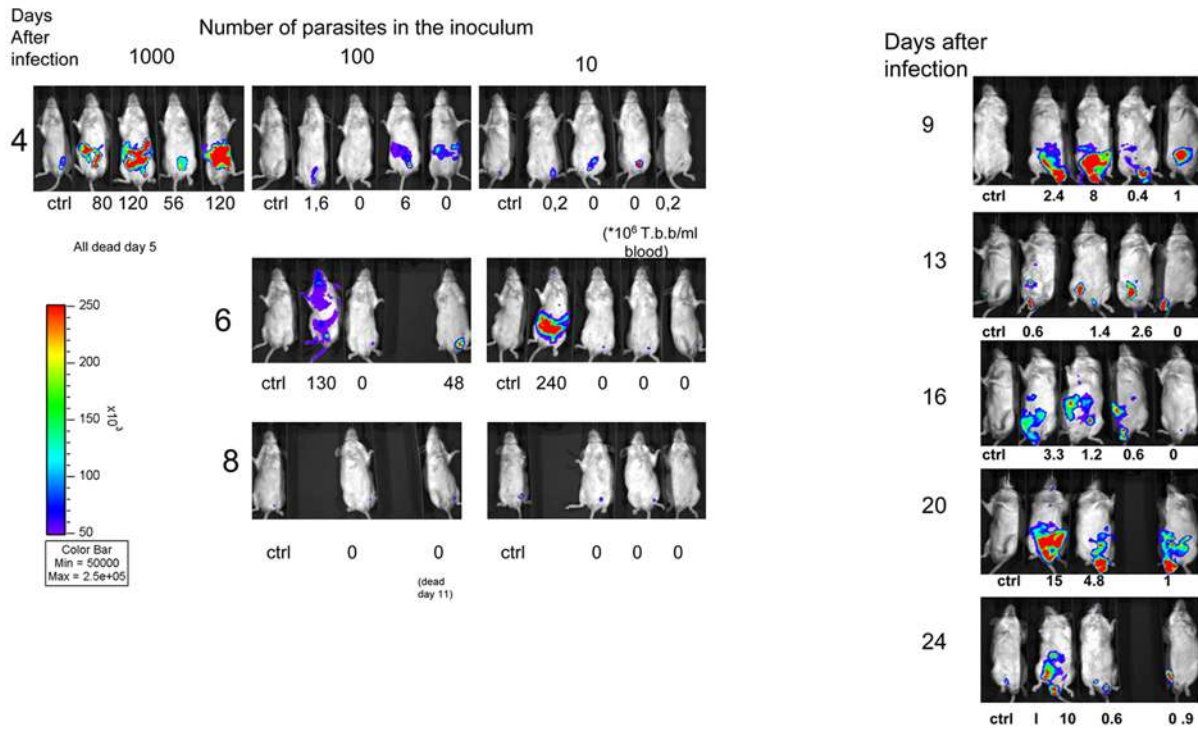 Days
After
infection
Number of parasites in the inoculum
1000 100 10
4
ctrl 80 120 56 120
ctrl 1,6 0 6 0
ctrl 0,2 0 0 0,2
All dead day 5
(*10⁶ T.b.b/ml
blood)
6
ctrl 130 0 48
ctrl 240 0 0 0
8
ctrl 0 0
ctrl 0 0 0
(dead
day 11)
250
200
150
100
50
x10³
Color Bar
Min = 50000
Max = 2.5e+05
Days after
infection
9
ctrl 2.4 8 0.4 1
13
ctrl 0.6 1.4 2.6 0
16
ctrl 3.3 1.2 0.6 0
20
ctrl 15 4.8 1
24
ctrl l 10 0.6 0 .9